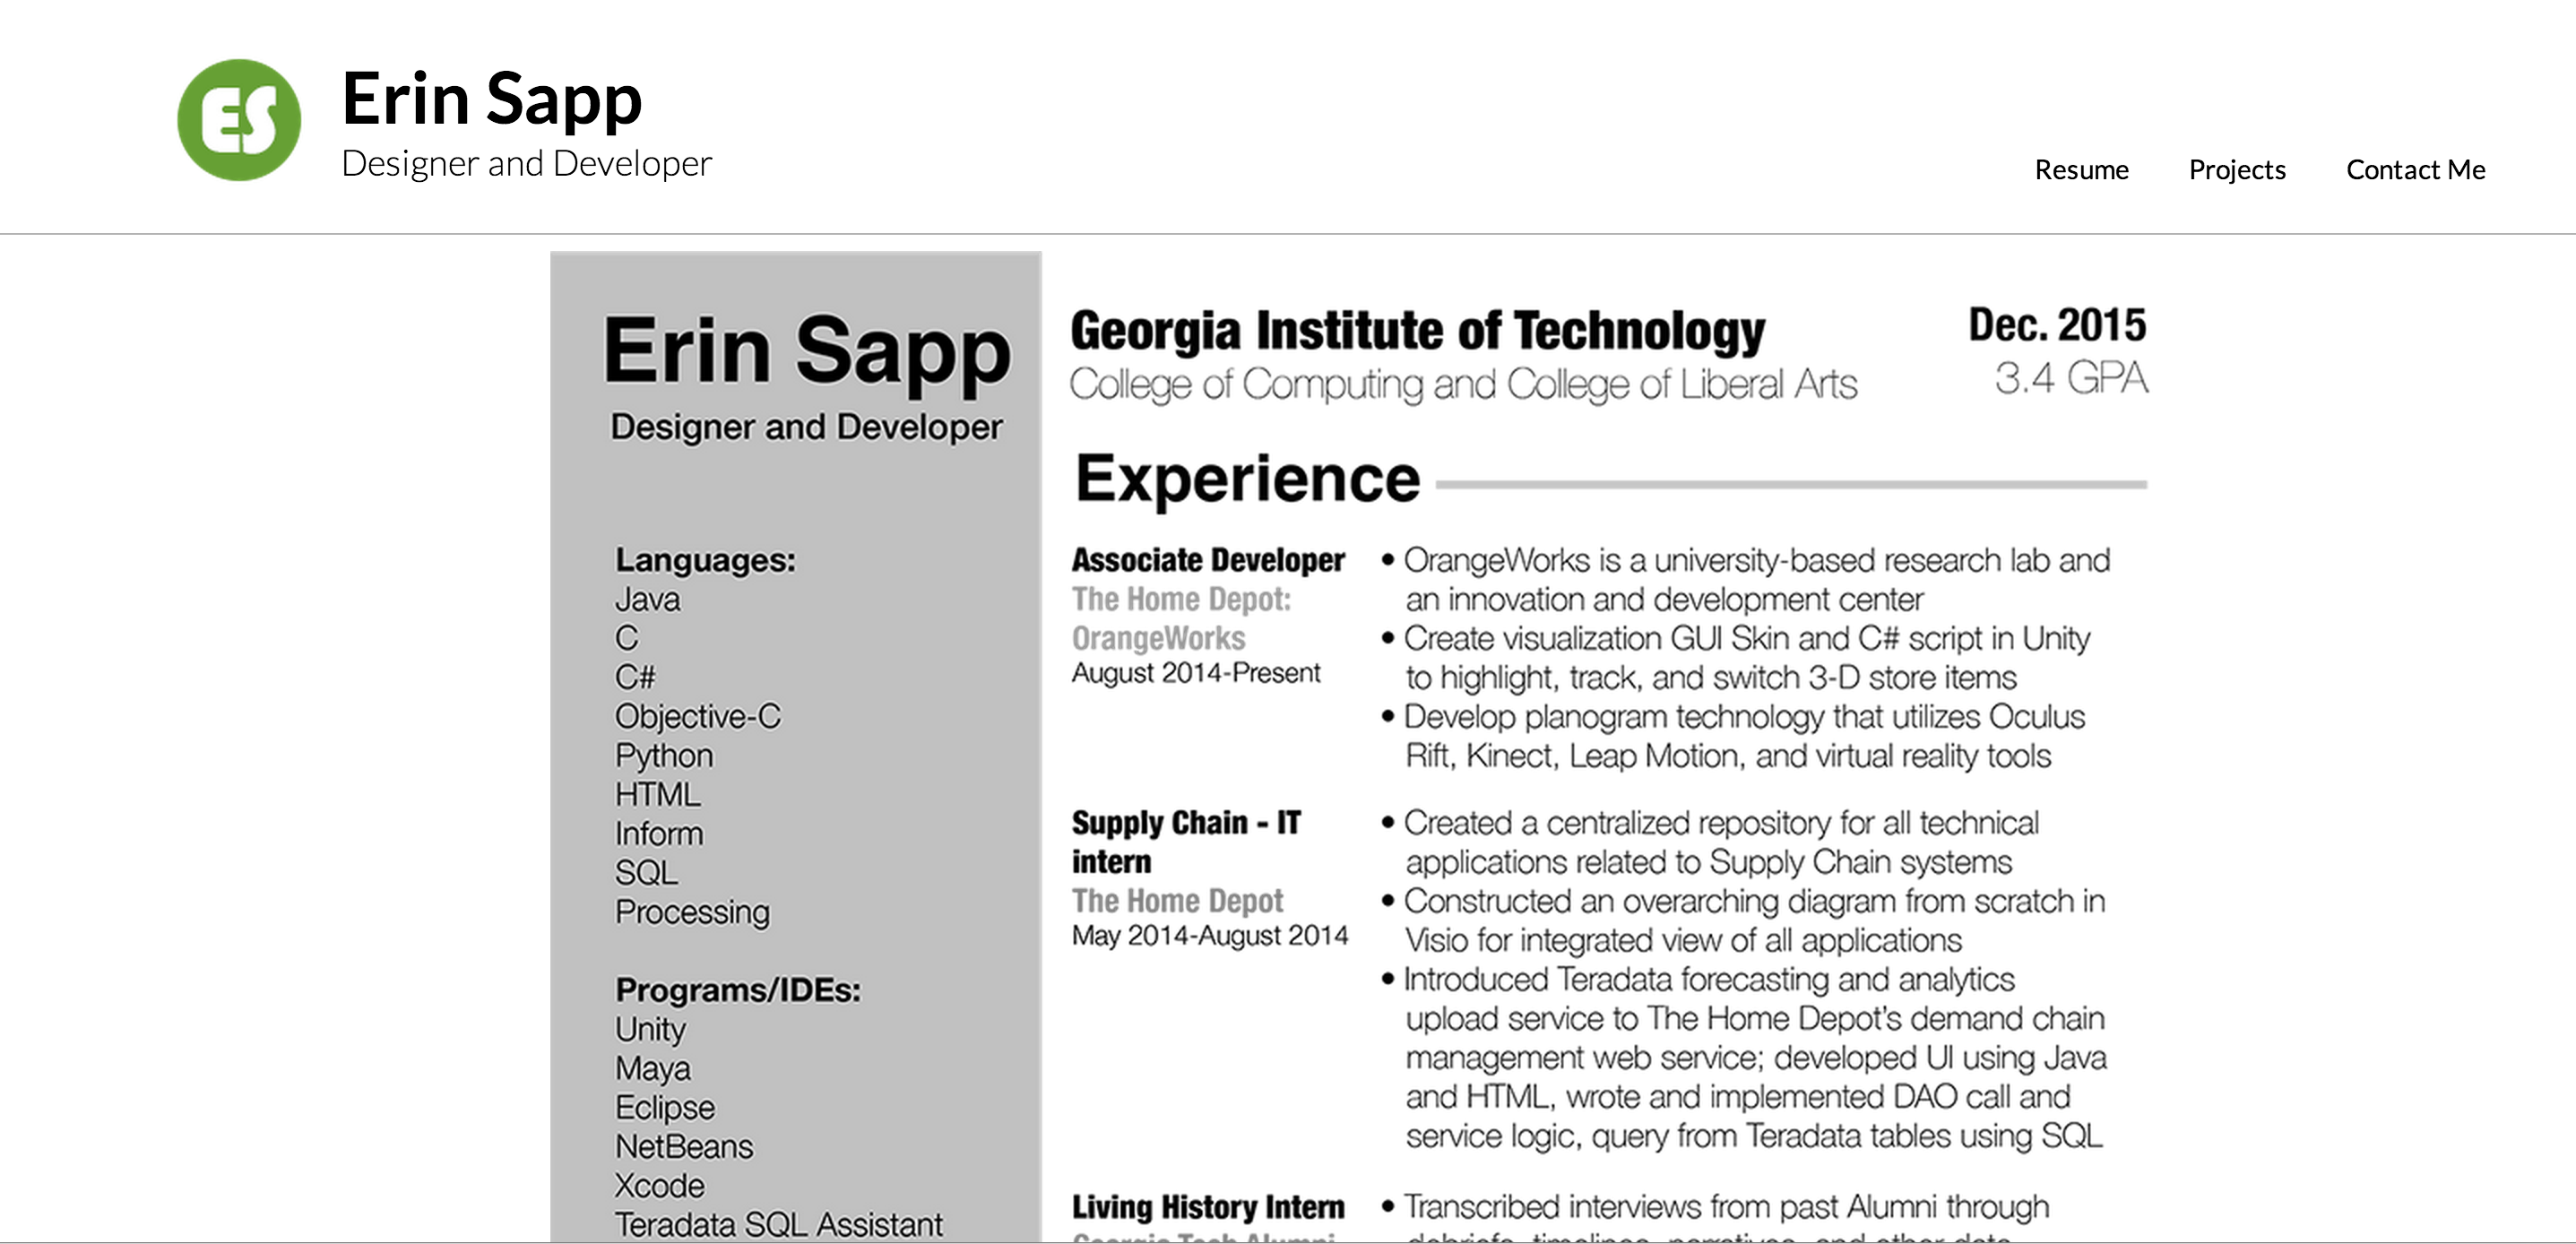 ES
Erin Sapp
Designer and Developer
Resume
Projects
Contact Me
Erin Sapp
Designer and Developer
Languages:
Java
C
C#
Objective-C
Python
HTML
Inform
SQL
Processing
Programs/IDEs:
Unity
Maya
Eclipse
NetBeans
Xcode
Teradata SQL Assistant
Georgia Institute of Technology
College of Computing and College of Liberal Arts
Dec. 2015
3.4 GPA
Experience
Associate Developer
The Home Depot:
OrangeWorks
August 2014-Present
• OrangeWorks is a university-based research lab and
an innovation and development center
• Create visualization GUI Skin and C# script in Unity
to highlight, track, and switch 3-D store items
• Develop planogram technology that utilizes Oculus
Rift, Kinect, Leap Motion, and virtual reality tools
Supply Chain - IT
intern
The Home Depot
May 2014-August 2014
• Created a centralized repository for all technical
applications related to Supply Chain systems
• Constructed an overarching diagram from scratch in
Visio for integrated view of all applications
• Introduced Teradata forecasting and analytics
upload service to The Home Depot's demand chain
management web service; developed UI using Java
and HTML, wrote and implemented DAO call and
service logic, query from Teradata tables using SQL
Living History Intern
Georgia Tech Alumni
• Transcribed interviews from past Alumni through
debriefs, timelines, narratives, and other data